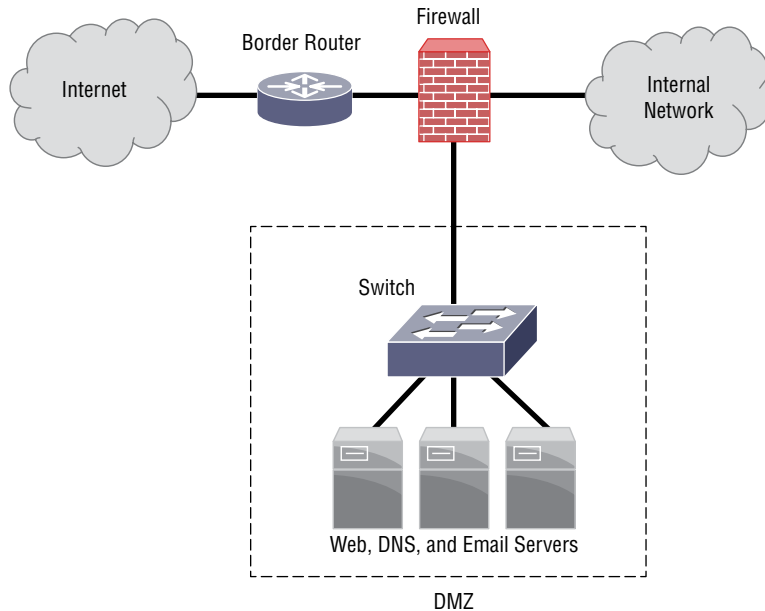 Firewall
Border Router
Internet
Internal
Network
Switch
Web, DNS, and Email Servers
DMZ